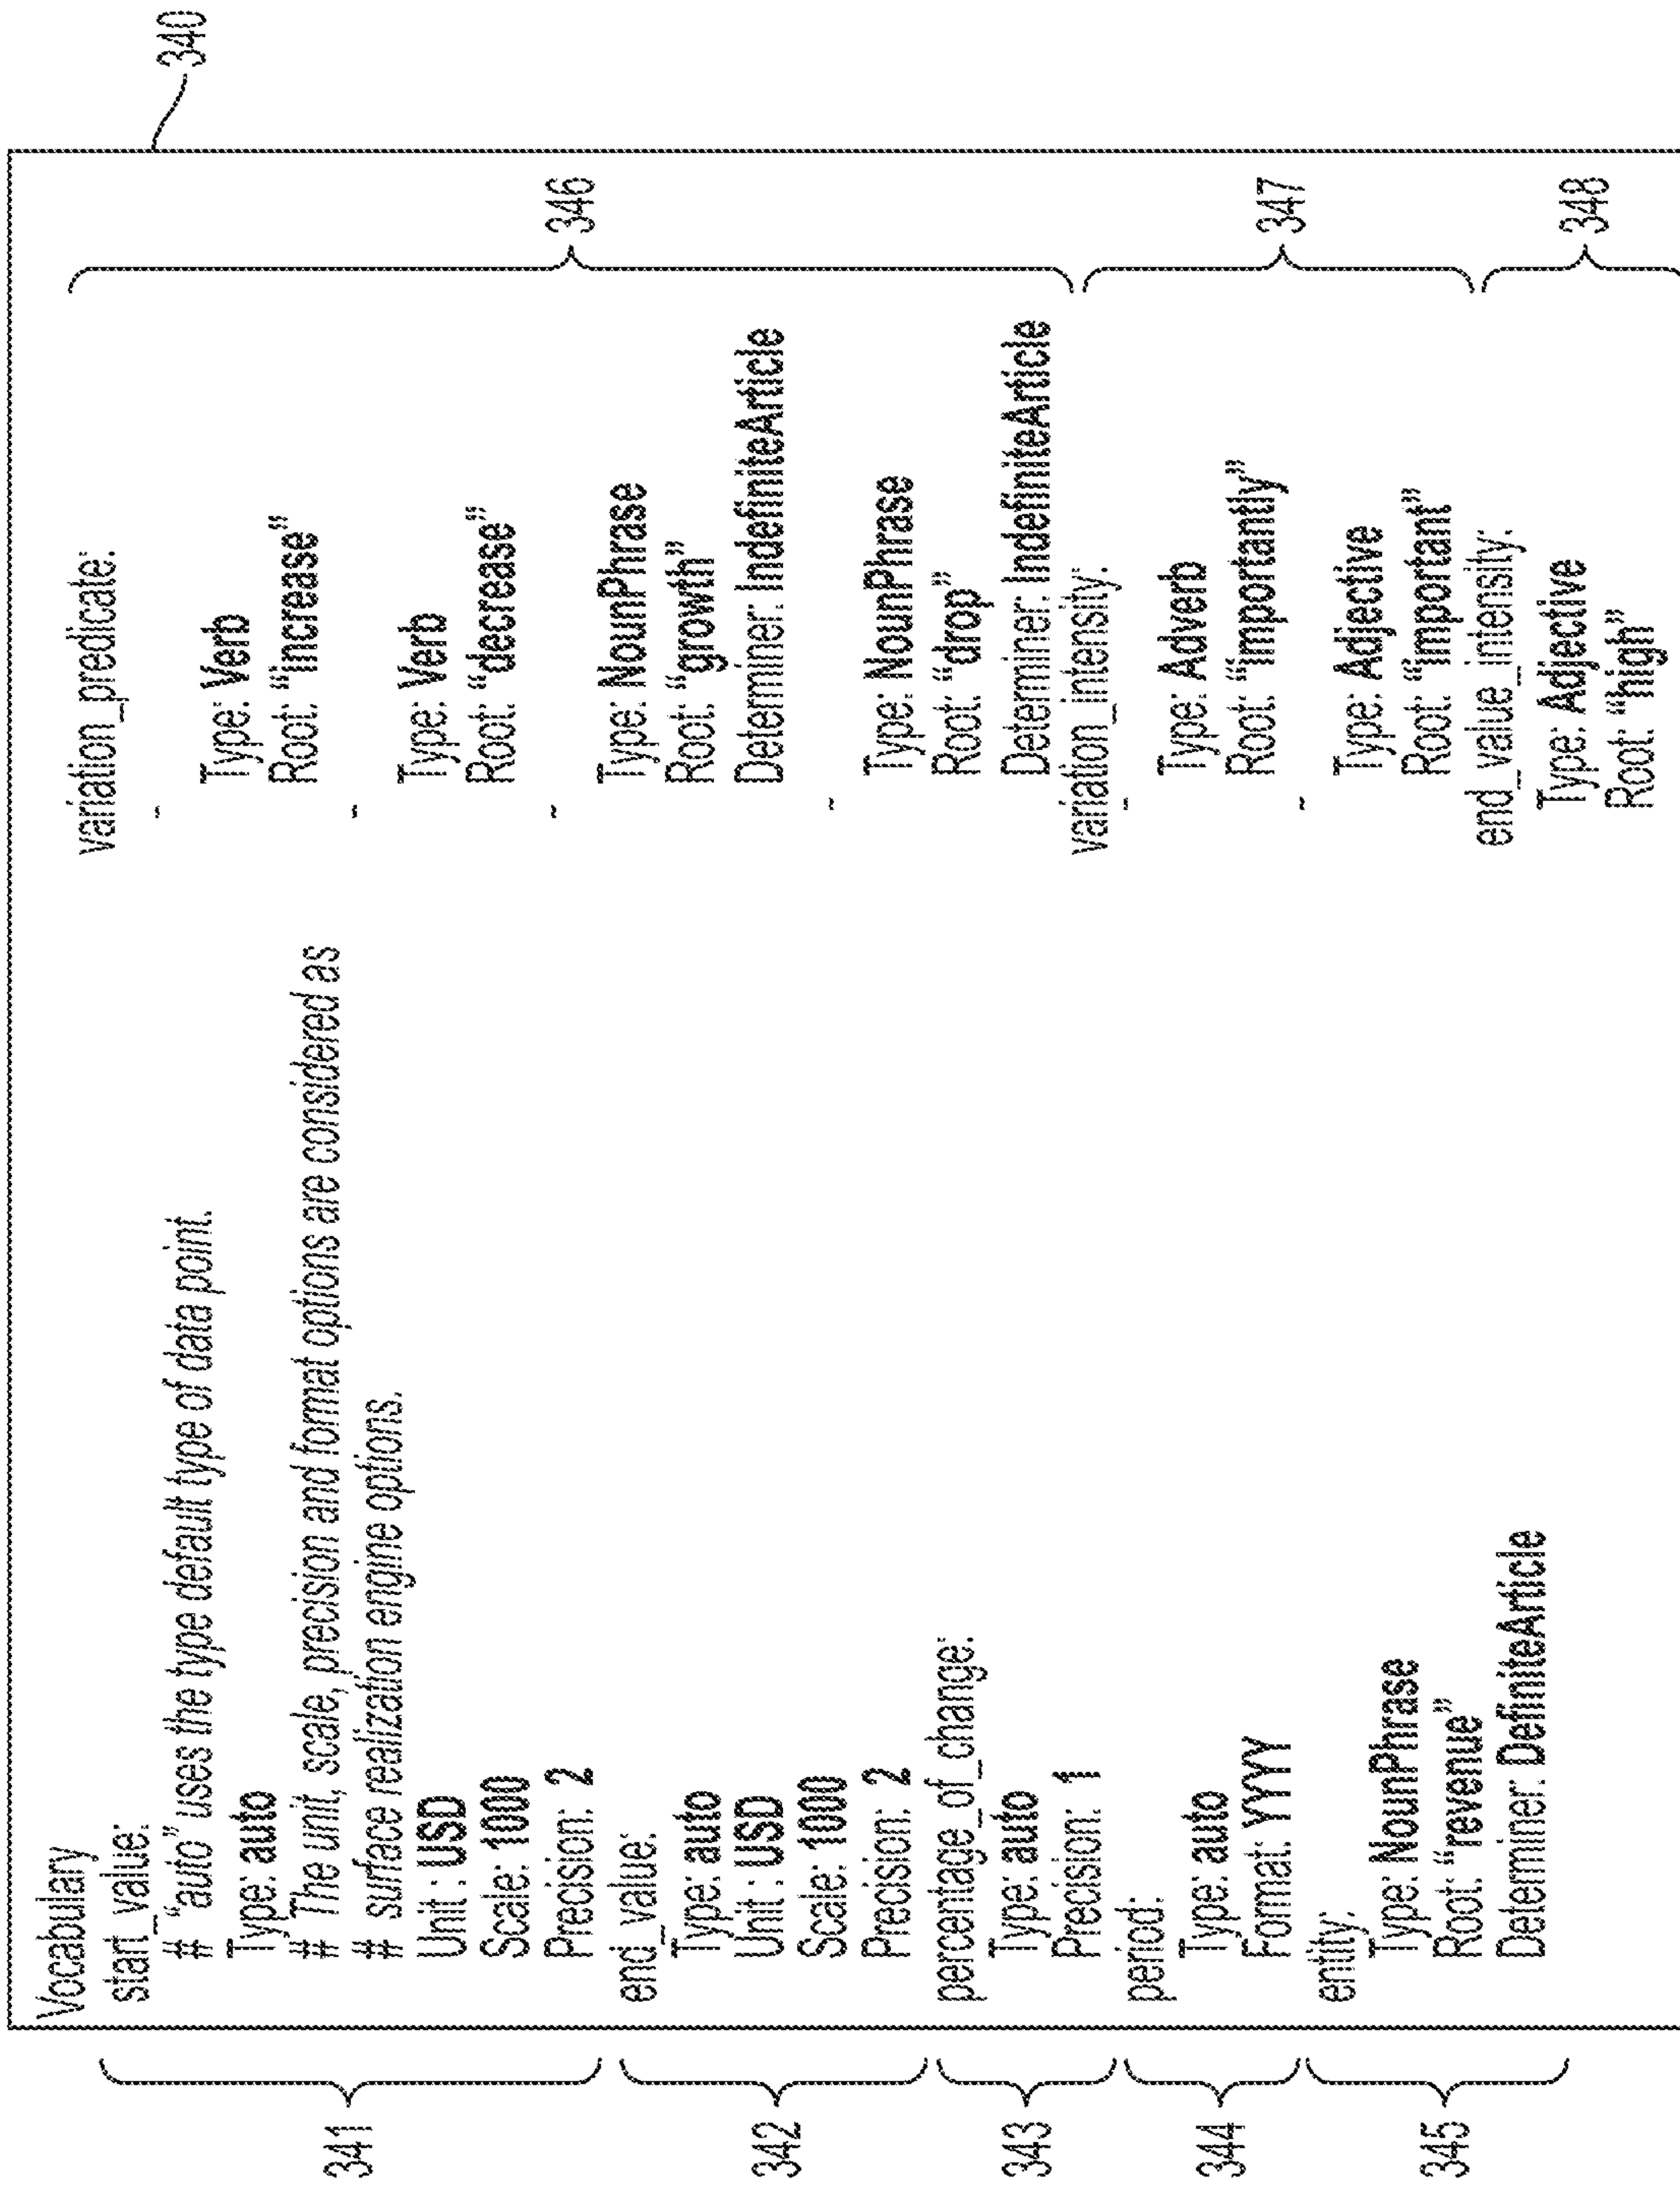 340
Vocabulary
start_value:
# "auto" uses the type default type of data point.
Type: auto
# The unit, scale, precision and format options are considered as
# surface realization engine options.
Unit : USD
Scale: 1000
Precision: 2
341
end_value:
Type: auto
Unit : USD
Scale: 1000
Precision: 2
342
percentage_of_change:
Type: auto
Precision: 1
343
period:
Type: auto
Format: YYYY
344
entity:
Type: NounPhrase
Root: "revenue"
Determiner: DefiniteArticle
345
variation_predicate:
-
Type: Verb
Root: "increase"
-
Type: Verb
Root: "decrease"
-
Type: NounPhrase
Root: "growth"
Determiner: IndefiniteArticle
-
Type: NounPhrase
Root: "drop"
Determiner: IndefiniteArticle
346
variation_intensity:
-
Type: Adverb
Root: "importantly"
-
Type: Adjective
Root: "important"
347
end_value_intensity:
Type: Adjective
Root: "high"
348